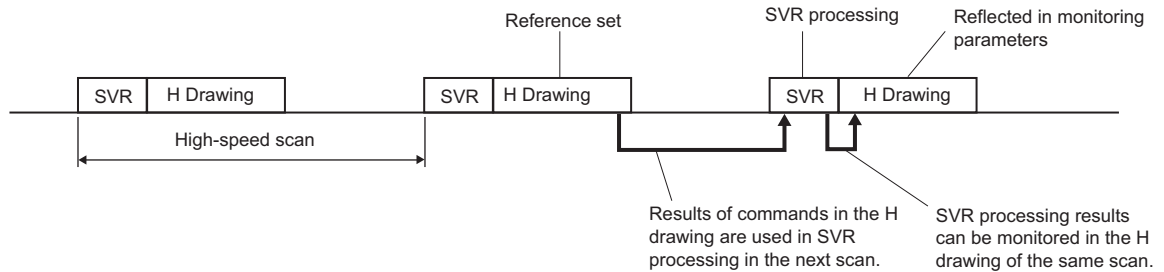 Reference set
SVR processing
Reflected in monitoring
parameters
SVR
H Drawing
SVR
H Drawing
SVR
H Drawing
High-speed scan
Results of commands in the H
drawing are used in SVR
processing in the next scan.
SVR processing results
can be monitored in the H
drawing of the same scan.